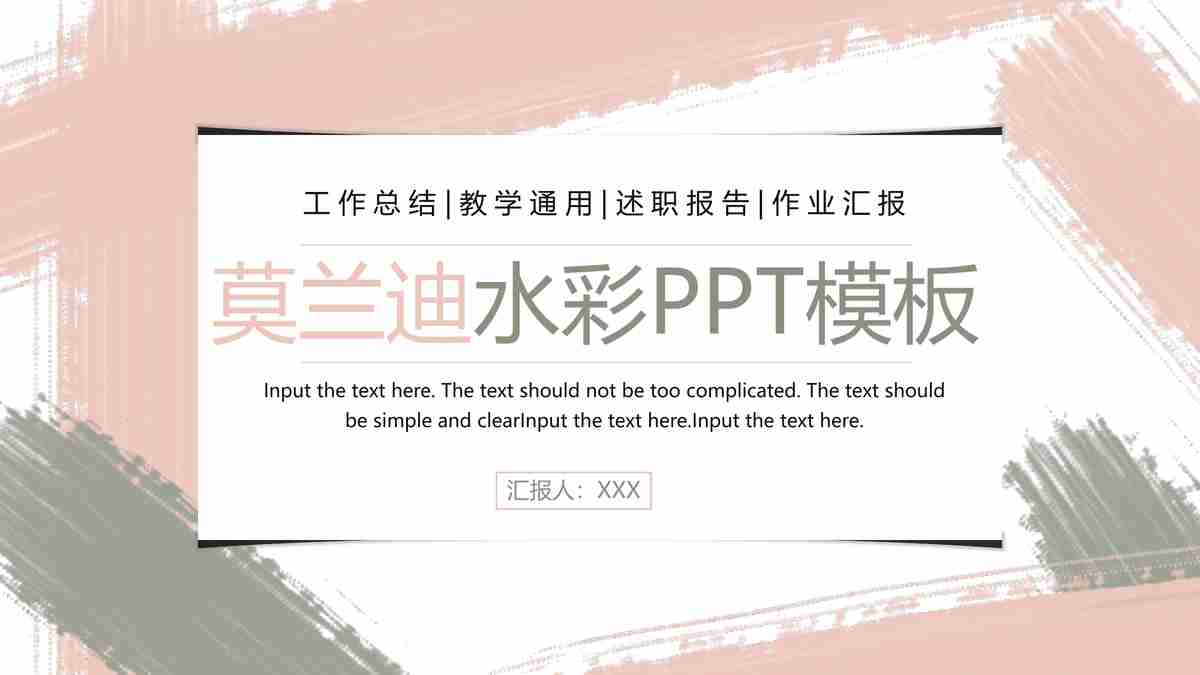 工作总结|教学通用|述职报告|作业汇报
莫兰迪水彩PPT模板
Input the text here. The text should not be too complicated. The text should
be simple and clearInput the text here.Input the text here.
汇报人：XXX